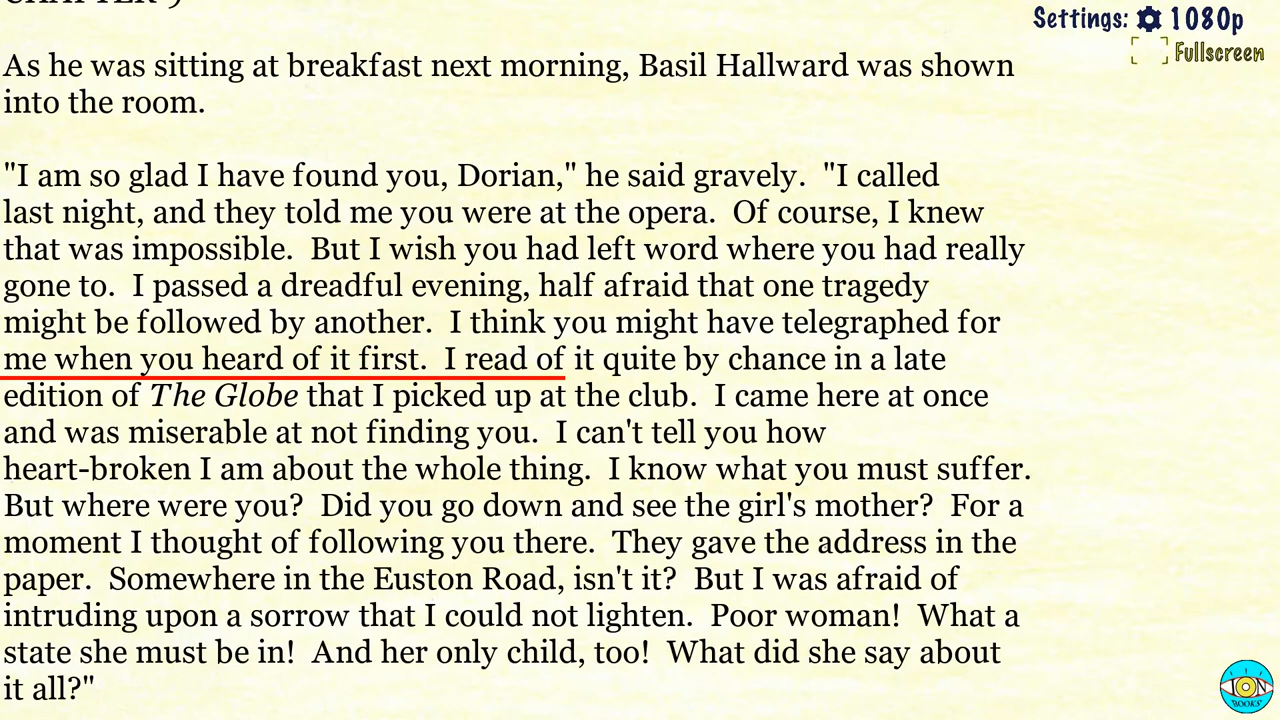 CHAPTER 9
Settings: 1080p
Fullscreen
As he was sitting at breakfast next morning, Basil Hallward was shown
into the room.
"I am so glad I have found you, Dorian," he said gravely.  "I called
last night, and they told me you were at the opera.  Of course, I knew
that was impossible.  But I wish you had left word where you had really
gone to.  I passed a dreadful evening, half afraid that one tragedy
might be followed by another.  I think you might have telegraphed for
me when you heard of it first.  I read of it quite by chance in a late
edition of The Globe that I picked up at the club.  I came here at once
and was miserable at not finding you.  I can't tell you how
heart-broken I am about the whole thing.  I know what you must suffer.
But where were you?  Did you go down and see the girl's mother?  For a
moment I thought of following you there.  They gave the address in the
paper.  Somewhere in the Euston Road, isn't it?  But I was afraid of
intruding upon a sorrow that I could not lighten.  Poor woman!  What a
state she must be in!  And her only child, too!  What did she say about
it all?"
ION
BOOKS